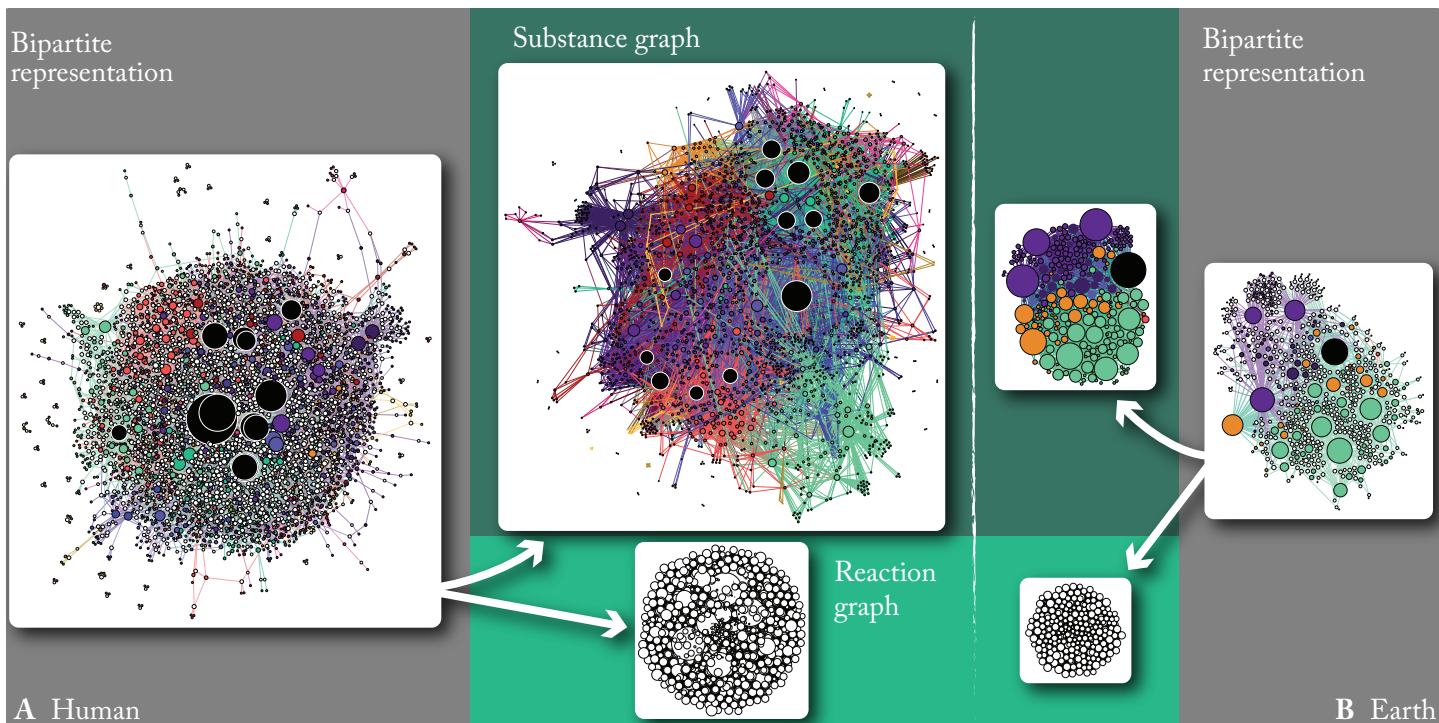 Bipartite
representation
Substance graph
Bipartite
representation
Reaction
graph
A Human
B Earth